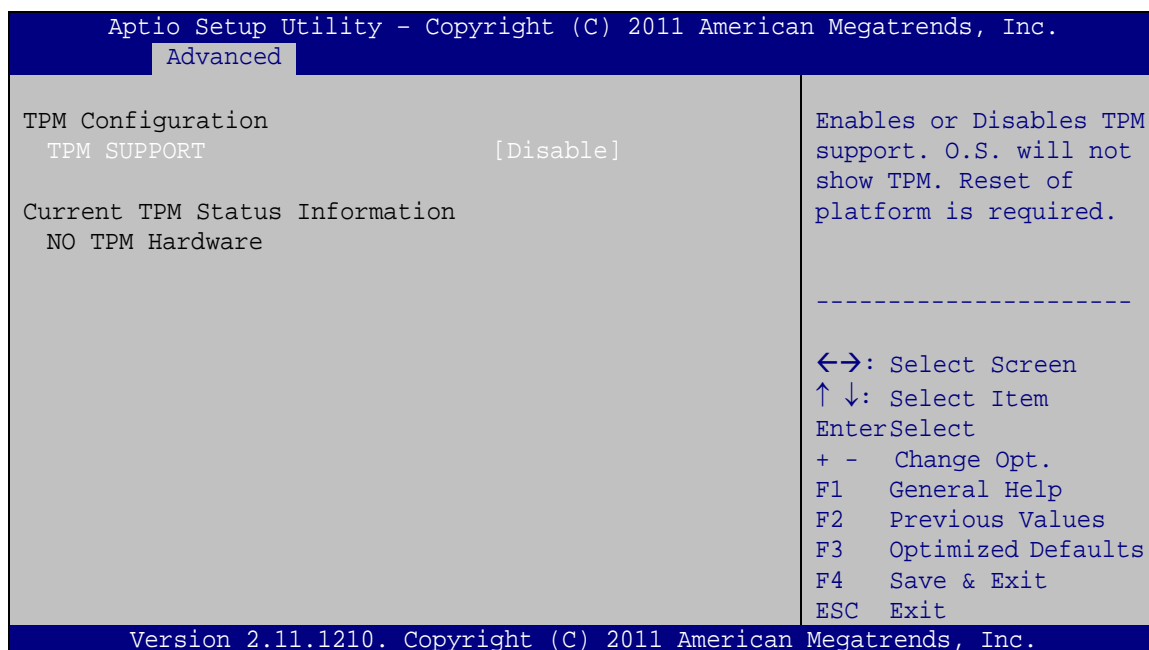 Aptio Setup Utility – Copyright (C) 2011 American Megatrends, Inc.
Advanced
TPM Configuration
TPM SUPPORT [Disable]
Current TPM Status Information
NO TPM Hardware
Enables or Disables TPM
support. O.S. will not
show TPM. Reset of
platform is required.
----------------------
←→: Select Screen
↑ ↓: Select Item
EnterSelect
+ - Change Opt.
F1 General Help
F2 Previous Values
F3 Optimized Defaults
F4 Save & Exit
ESC Exit
Version 2.11.1210. Copyright (C) 2011 American Megatrends, Inc.